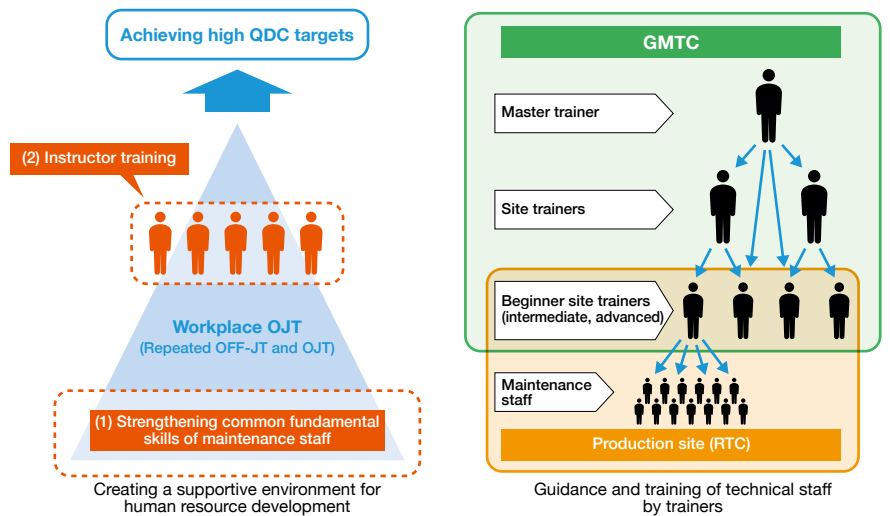 Achieving high QDC targets
(2) Instructor training
Workplace OJT
(Repeated OFF-JT and OJT)
(1) Strengthening common fundamental
skills of maintenance staff
Creating a supportive environment for
human resource development
GMTC
Master trainer
Site trainers
Beginner site trainers
(intermediate, advanced)
Maintenance
staff
Production site (RTC)
Guidance and training of technical staff
by trainers